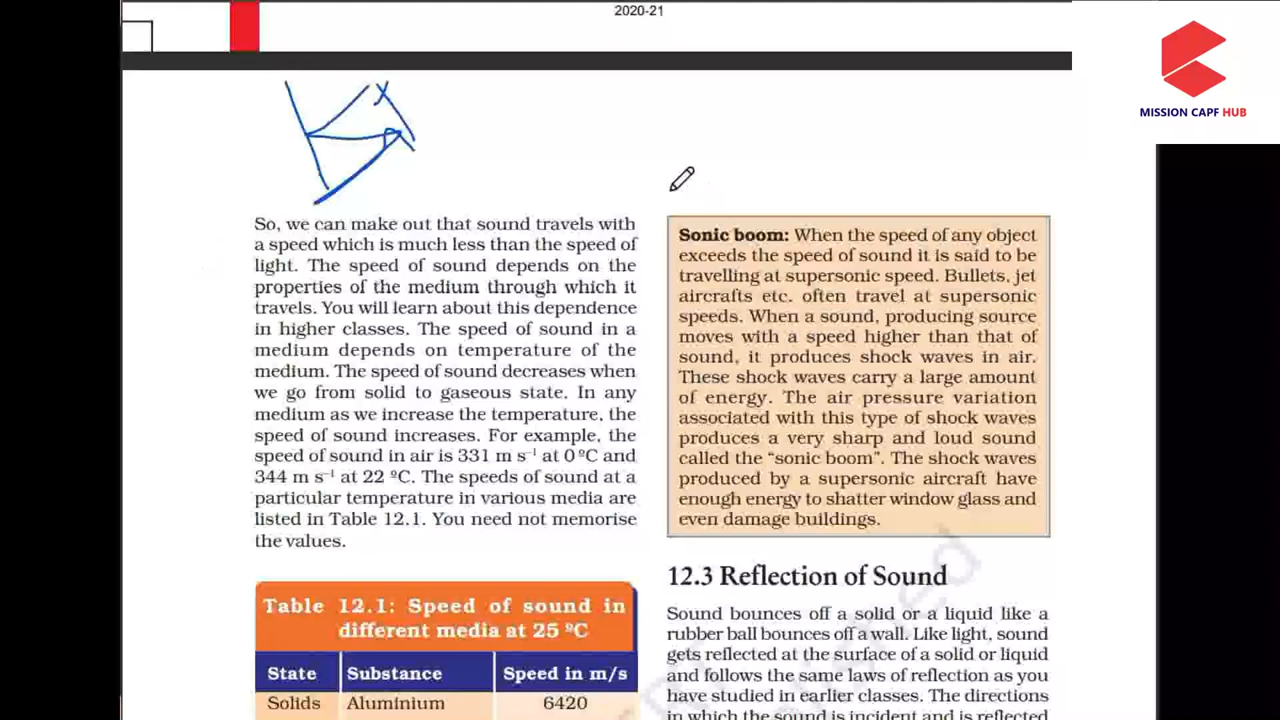 2020-21
MISSION CAPF HUB
So, we can make out that sound travels with
a speed which is much less than the speed of
light. The speed of sound depends on the
properties of the medium through which it
travels. You will learn about this dependence
in higher classes. The speed of sound in a
medium depends on temperature of the
medium. The speed of sound decreases when
we go from solid to gaseous state. In any
medium as we increase the temperature, the
speed of sound increases. For example, the
speed of sound in air is 331 m s⁻¹ at 0 ºC and
344 m s⁻¹ at 22 ºC. The speeds of sound at a
particular temperature in various media are
listed in Table 12.1. You need not memorise
the values.
Table 12.1: Speed of sound in
different media at 25 ºC
State Substance Speed in m/s
Solids Aluminium 6420
Sonic boom: When the speed of any object
exceeds the speed of sound it is said to be
travelling at supersonic speed. Bullets, jet
aircrafts etc. often travel at supersonic
speeds. When a sound, producing source
moves with a speed higher than that of
sound, it produces shock waves in air.
These shock waves carry a large amount
of energy. The air pressure variation
associated with this type of shock waves
produces a very sharp and loud sound
called the “sonic boom”. The shock waves
produced by a supersonic aircraft have
enough energy to shatter window glass and
even damage buildings.
12.3 Reflection of Sound
Sound bounces off a solid or a liquid like a
rubber ball bounces off a wall. Like light, sound
gets reflected at the surface of a solid or liquid
and follows the same laws of reflection as you
have studied in earlier classes. The directions
in which the sound is incident and is reflected